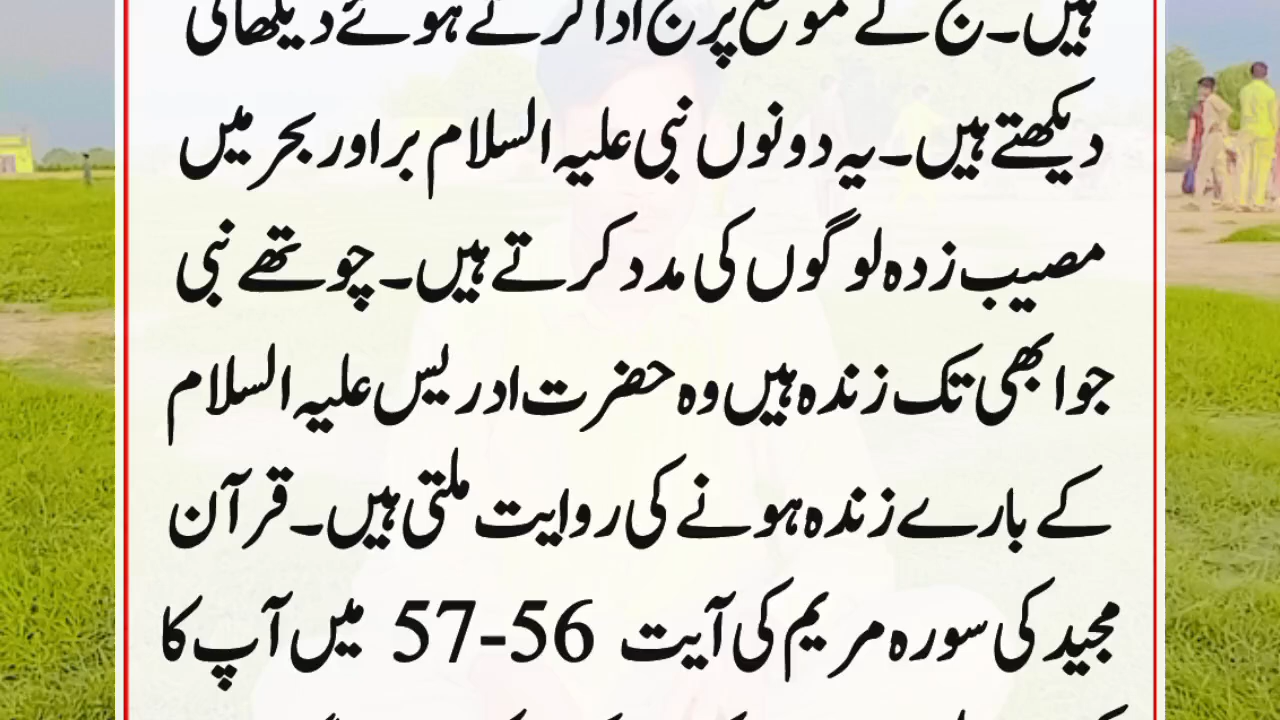 ہیں۔ حج کے موقع پر حج ادا کرتے ہوئے دیکھائی
دیکھتے ہیں۔ یہ دونوں نبی علیہ السلام بر اور بحر میں
مصیب زدہ لوگوں کی مدد کرتے ہیں۔ چوتھے نبی
جو ابھی تک زندہ ہیں وہ حضرت ادریس علیہ السلام
کے بارے زندہ ہونے کی روایت ملتی ہیں۔ قرآن
مجید کی سورہ مریم کی آیت 56-57 میں آپ کا